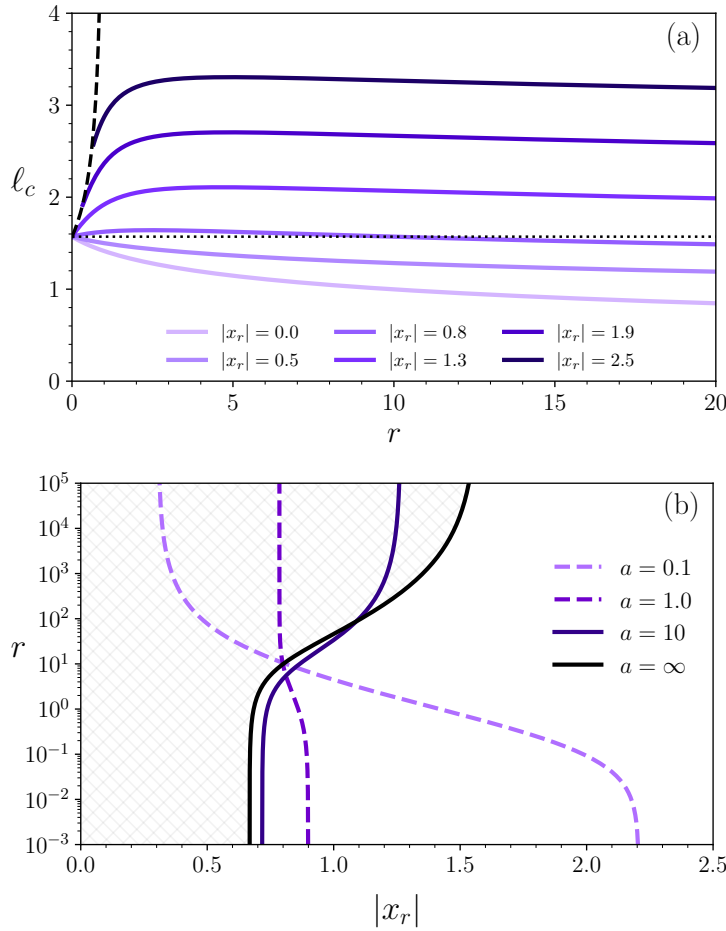 (a)
4
3
2
1
0
ℓ_c
|x_r| = 0.0
|x_r| = 0.8
|x_r| = 1.9
|x_r| = 0.5
|x_r| = 1.3
|x_r| = 2.5
0 5 10 15 20
r
(b)
10^5
10^4
10^3
10^2
10^1
10^0
10^{-1}
10^{-2}
10^{-3}
r
a = 0.1
a = 1.0
a = 10
a = ∞
0.0 0.5 1.0 1.5 2.0 2.5
|x_r|